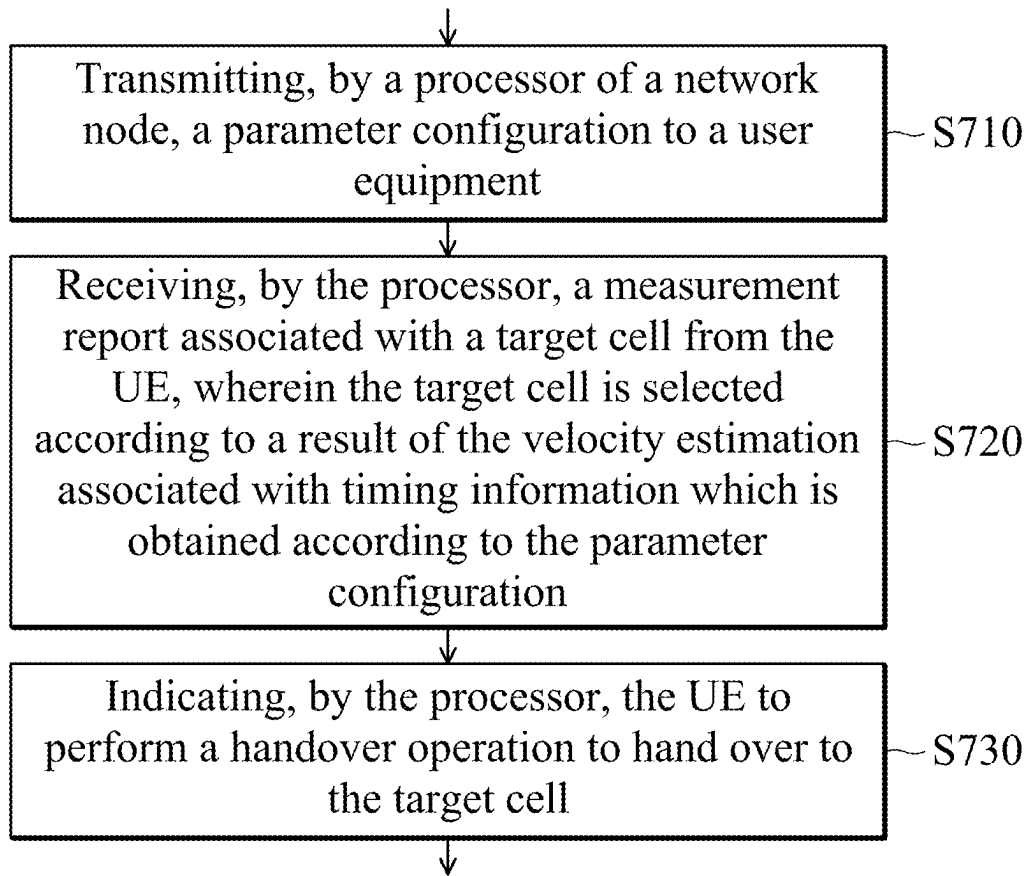 Transmitting, by a processor of a network
node, a parameter configuration to a user
equipment
S710
Receiving, by the processor, a measurement
report associated with a target cell from the
UE, wherein the target cell is selected
according to a result of the velocity estimation
associated with timing information which is
obtained according to the parameter
configuration
S720
Indicating, by the processor, the UE to
perform a handover operation to hand over to
the target cell
S730